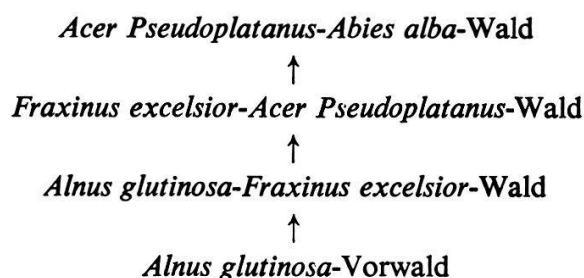 Acer Pseudoplatanus-Abies alba-Wald
↑
Fraxinus excelsior-Acer Pseudoplatanus-Wald
↑
Alnus glutinosa-Fraxinus excelsior-Wald
↑
Alnus glutinosa-Vorwald